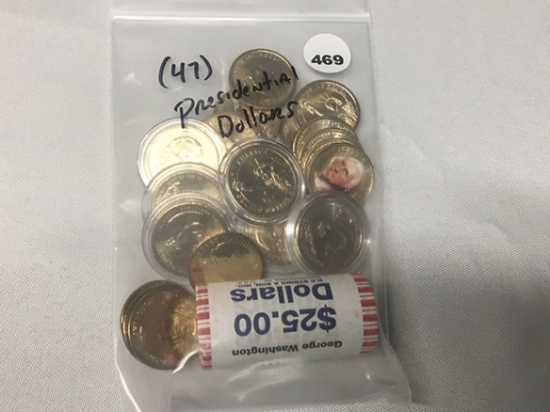 469
(47)
Presidential
Dollars
George Washington
$25.00
Dollars